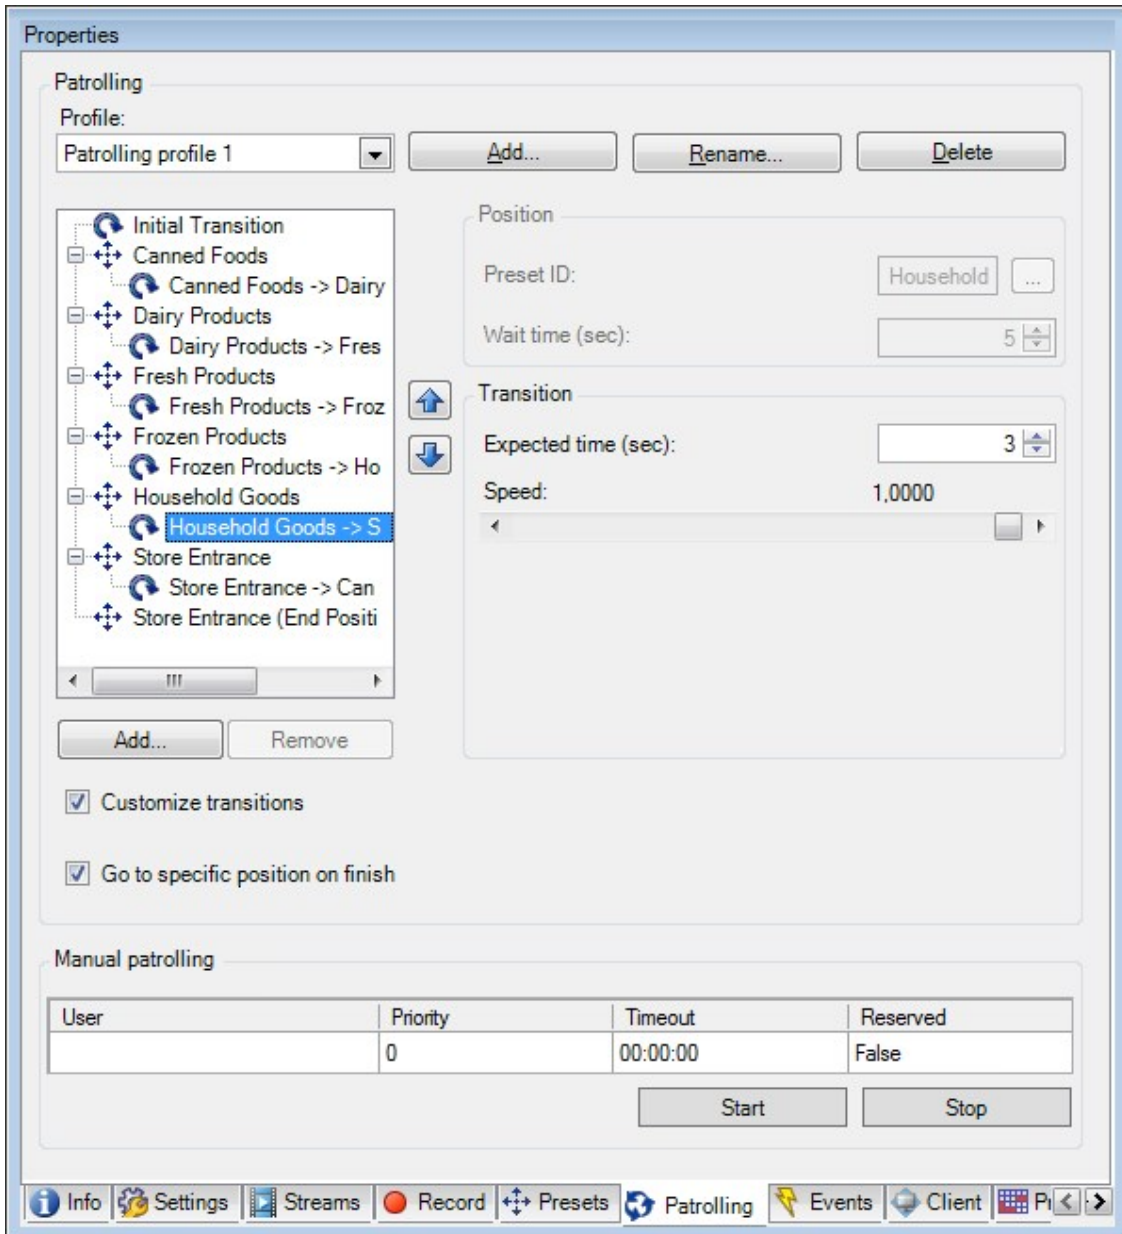 Properties
Patrolling
Profile:
Patrolling profile 1
Add...
Rename...
Delete
Initial Transition
Canned Foods
Canned Foods -> Dairy
Dairy Products
Dairy Products -> Fres
Fresh Products
Fresh Products -> Froz
Frozen Products
Frozen Products -> Ho
Household Goods
Household Goods -> S
Store Entrance
Store Entrance -> Can
Store Entrance (End Positi
Add...
Remove
Position
Preset ID:
Household
...
Wait time (sec):
5
Transition
Expected time (sec):
3
Speed:
1,0000
Customize transitions
Go to specific position on finish
Manual patrolling
User Priority Timeout Reserved
0 00:00:00 False
Start Stop
Info Settings Streams Record Presets Patrolling Events Client